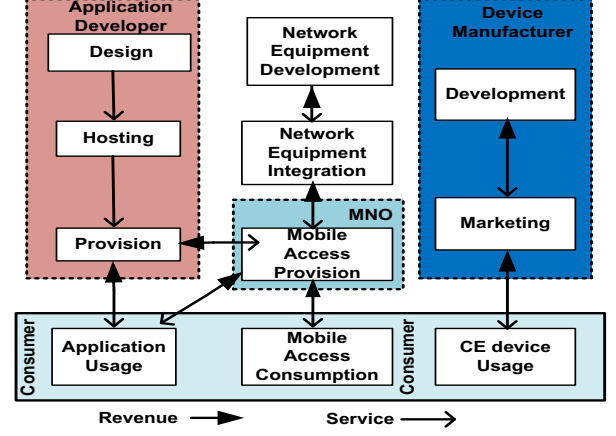 Application
Developer
Design
Hosting
Provision
Network
Equipment
Development
Network
Equipment
Integration
MNO
Mobile
Access
Provision
Device
Manufacturer
Development
Marketing
Consumer
Application
Usage
Mobile
Access
Consumption
Consumer
CE device
Usage
Revenue
Service